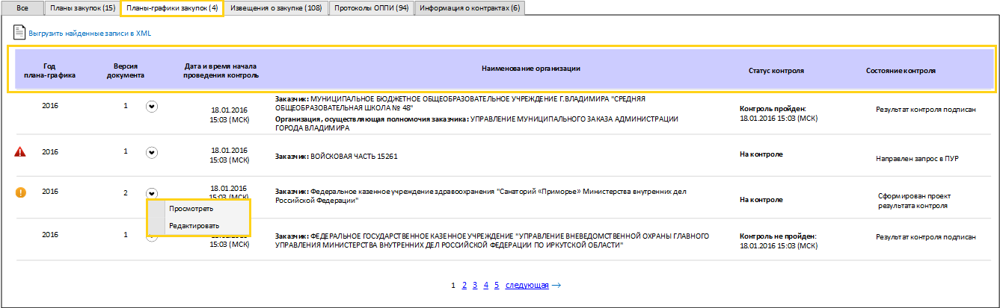 Все
Планы закупок (15)
Планы-графики закупок (4)
Извещения о закупке (108)
Протоколы ОППИ (94)
Информация о контрактах (6)
Выгрузить найденные записи в XML
Год
плана-графика
Версия
документа
Дата и время начала
проведения контроль
Наименование организации
Статус контроля
Состояние контроля
2016
1
18.01.2016
15:03 (МСК)
Заказчик: МУНИЦИПАЛЬНОЕ БЮДЖЕТНОЕ ОБЩЕОБРАЗОВАТЕЛЬНОЕ УЧРЕЖДЕНИЕ Г.ВЛАДИМИРА "СРЕДНЯЯ
ОБЩЕОБРАЗОВАТЕЛЬНАЯ ШКОЛА № 48"
Организация, осуществляющая полномочия заказчика: УПРАВЛЕНИЕ МУНИЦИПАЛЬНОГО ЗАКАЗА АДМИНИСТРАЦИИ
ГОРОДА ВЛАДИМИРА
Контроль пройден:
18.01.2016 15:03 (МСК)
Результат контроля подписан
2016
1
18.01.2016
15:03 (МСК)
Заказчик: ВОЙСКОВАЯ ЧАСТЬ 15261
На контроле
Направлен запрос в ПУР
2016
2
18.01.2016
15:03 (МСК)
Заказчик: Федеральное казенное учреждение здравоохранения "Санаторий «Приморье» Министерства внутренних дел
Российской Федерации"
На контроле
Сформирован проект
результата контроля
Просмотреть
Редактировать
2016
1
15:03 (МСК)
Заказчик: ФЕДЕРАЛЬНОЕ ГОСУДАРСТВЕННОЕ КАЗЕННОЕ УЧРЕЖДЕНИЕ "УПРАВЛЕНИЕ ВНЕВЕДОМСТВЕННОЙ ОХРАНЫ ГЛАВНОГО
УПРАВЛЕНИЯ МИНИСТЕРСТВА ВНУТРЕННИХ ДЕЛ РОССИЙСКОЙ ФЕДЕРАЦИИ ПО ИРКУТСКОЙ ОБЛАСТИ"
Контроль не пройден:
18.01.2016 15:03 (МСК)
Результат контроля подписан
1 2 3 4 5 следующая →